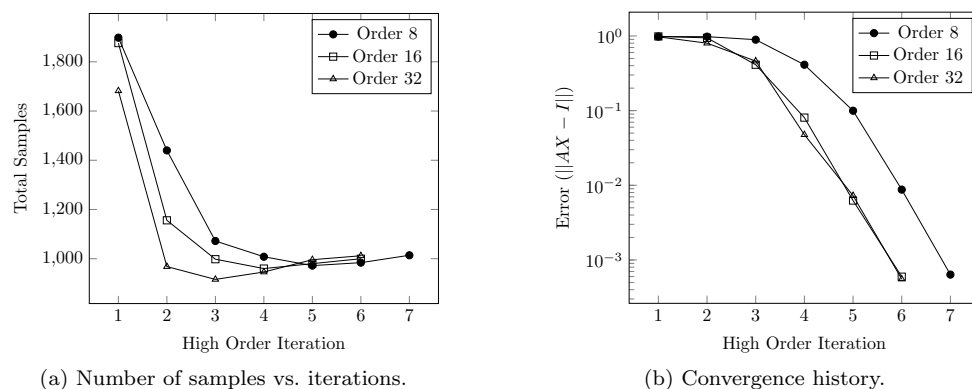 1,800
1,600
1,400
1,200
1,000
Total Samples
1 2 3 4 5 6 7
High Order Iteration
Order 8
Order 16
Order 32
(a) Number of samples vs. iterations.
10^0
10^-1
10^-2
10^-3
Error (||AX − I||)
1 2 3 4 5 6 7
High Order Iteration
Order 8
Order 16
Order 32
(b) Convergence history.